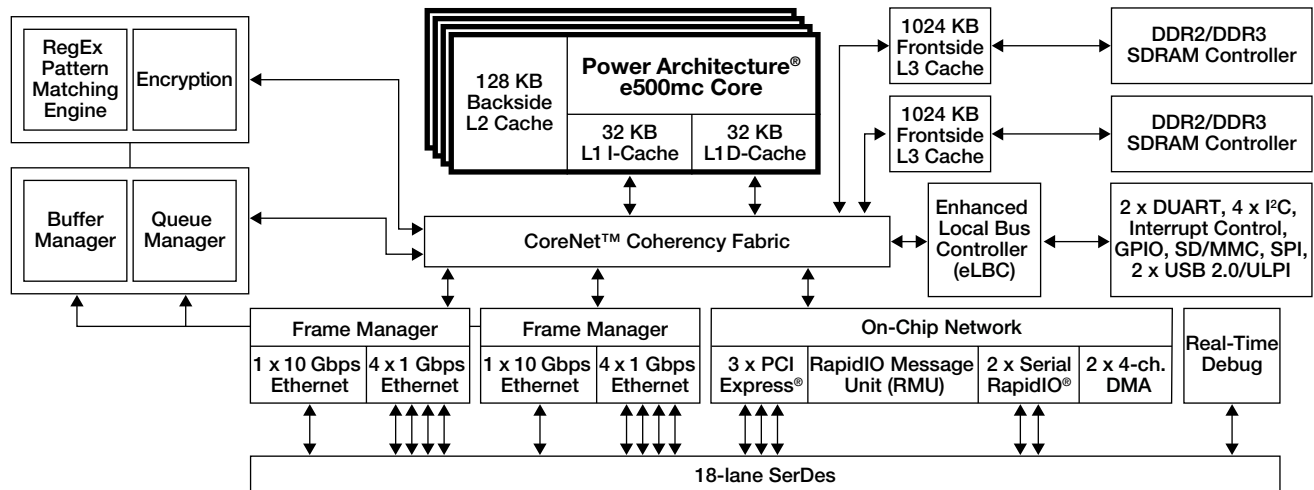 RegEx
Pattern
Matching
Engine
Encryption
128 KB
Backside
L2 Cache
Power Architecture®
e500mc Core
32 KB
L1 I-Cache
32 KB
L1D-Cache
1024 KB
Frontside
L3 Cache
DDR2/DDR3
SDRAM Controller
1024 KB
Frontside
L3 Cache
DDR2/DDR3
SDRAM Controller
Buffer
Manager
Queue
Manager
CoreNet™ Coherency Fabric
Enhanced
Local Bus
Controller
(eLBC)
2 x DUART, 4 x I²C,
Interrupt Control,
GPIO, SD/MMC, SPI,
2 x USB 2.0/ULPI
Frame Manager
1 x 10 Gbps
Ethernet
4 x 1 Gbps
Ethernet
Frame Manager
1 x 10 Gbps
Ethernet
4 x 1 Gbps
Ethernet
On-Chip Network
3 x PCI
Express®
RapidIO Message
Unit (RMU)
2 x Serial
RapidIO®
2 x 4-ch.
DMA
Real-Time
Debug
18-lane SerDes